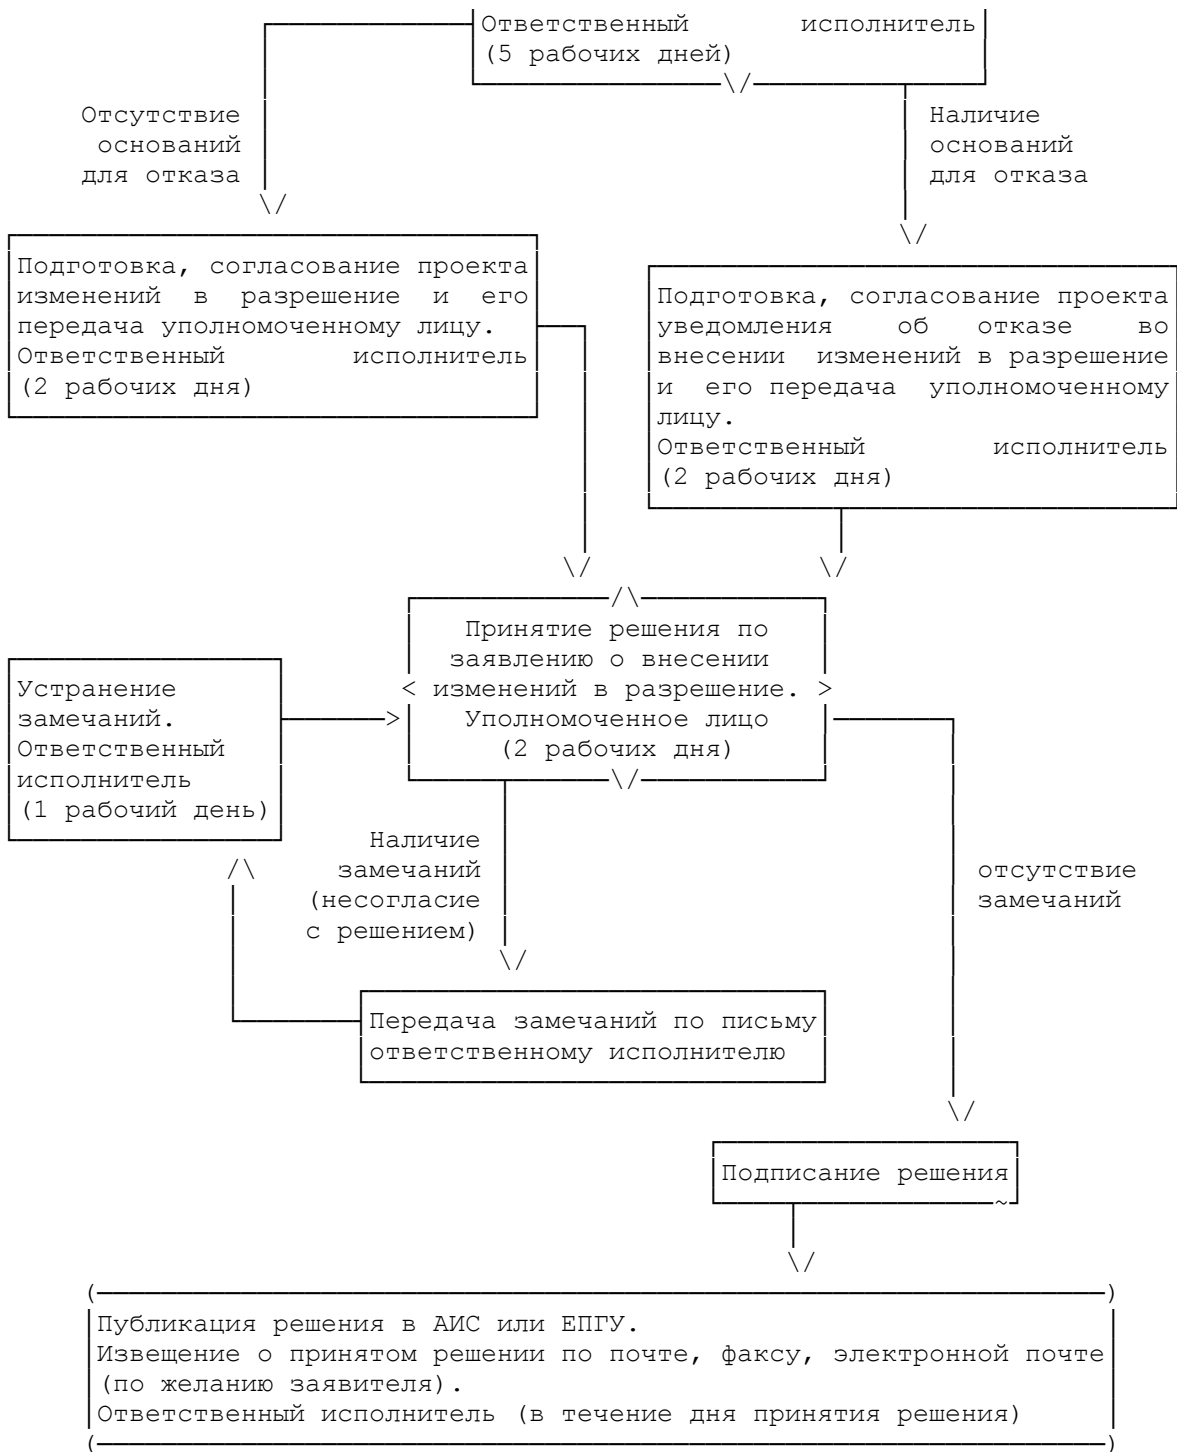 Ответственный исполнитель
(5 рабочих дней)
Отсутствие
оснований
для отказа
Наличие
оснований
для отказа
Подготовка, согласование проекта
изменений в разрешение и его
передача уполномоченному лицу.
Ответственный исполнитель
(2 рабочих дня)
Подготовка, согласование проекта
уведомления об отказе во
внесении изменений в разрешение
и его передача уполномоченному
лицу.
Ответственный исполнитель
(2 рабочих дня)
Принятие решения по
заявлению о внесении
изменений в разрешение.
Уполномоченное лицо
(2 рабочих дня)
Устранение
замечаний.
Ответственный
исполнитель
(1 рабочий день)
Наличие
замечаний
(несогласие
с решением)
отсутствие
замечаний
Передача замечаний по письму
ответственному исполнителю
Подписание решения
Публикация решения в АИС или ЕПГУ.
Извещение о принятом решении по почте, факсу, электронной почте
(по желанию заявителя).
Ответственный исполнитель (в течение дня принятия решения)